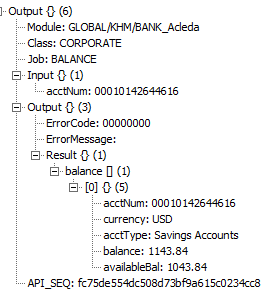 Output {} (6)
Module: GLOBAL/KHM/BANK_Acleda
Class: CORPORATE
Job: BALANCE
Input {} (1)
acctNum: 00010142644616
Output {} (3)
ErrorCode: 00000000
ErrorMessage:
Result {} (1)
balance [] (1)
[0] {} (5)
acctNum: 00010142644616
currency: USD
acctType: Savings Accounts
balance: 1143.84
availableBal: 1043.84
API_SEQ: fc75de554dc508d73bf9a615c0234cc8